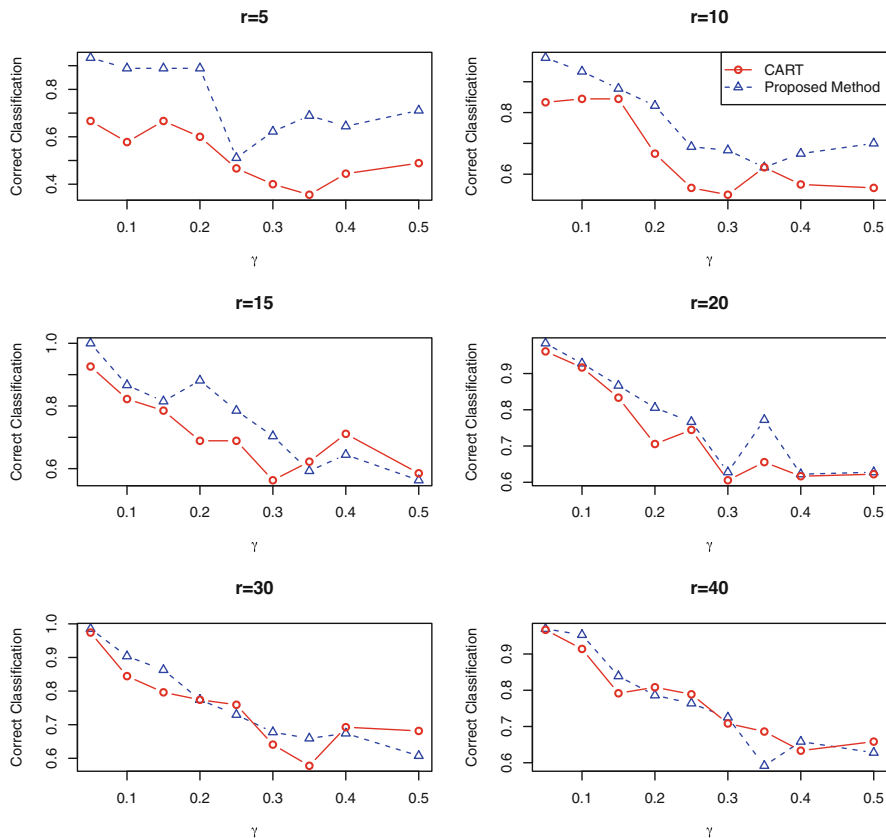 r=5
Correct Classification
0.4 0.6 0.8
0.1 0.2 0.3 0.4 0.5
γ
r=10
Correct Classification
0.6 0.8
0.1 0.2 0.3 0.4 0.5
γ
CART
Proposed Method
r=15
Correct Classification
0.6 0.8 1.0
0.1 0.2 0.3 0.4 0.5
γ
r=20
Correct Classification
0.6 0.7 0.8 0.9
0.1 0.2 0.3 0.4 0.5
γ
r=30
Correct Classification
0.6 0.7 0.8 0.9 1.0
0.1 0.2 0.3 0.4 0.5
γ
r=40
Correct Classification
0.6 0.7 0.8 0.9
0.1 0.2 0.3 0.4 0.5
γ